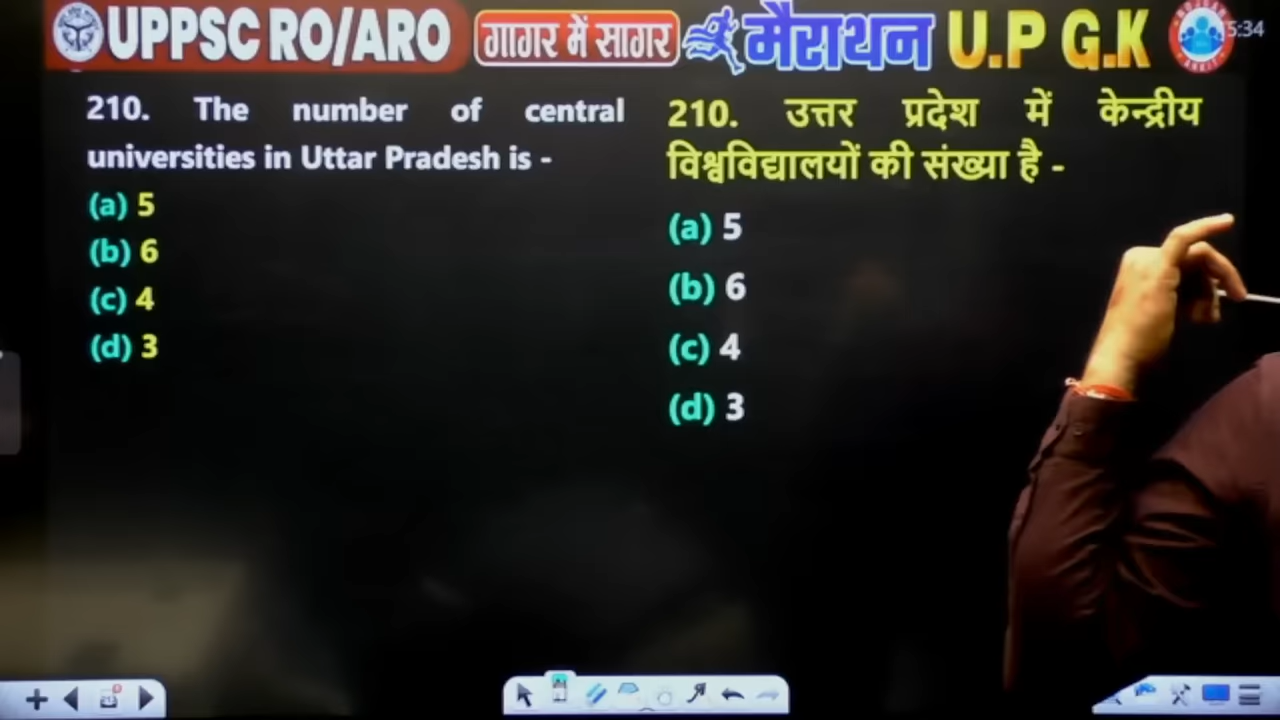 UPPSC RO/ARO गागर में सागर मैराथन U.P G.K
5:34
210. The number of central
universities in Uttar Pradesh is -
(a) 5
(b) 6
(c) 4
(d) 3
210. उत्तर प्रदेश में केन्द्रीय
विश्वविद्यालयों की संख्या है -
(a) 5
(b) 6
(c) 4
(d) 3